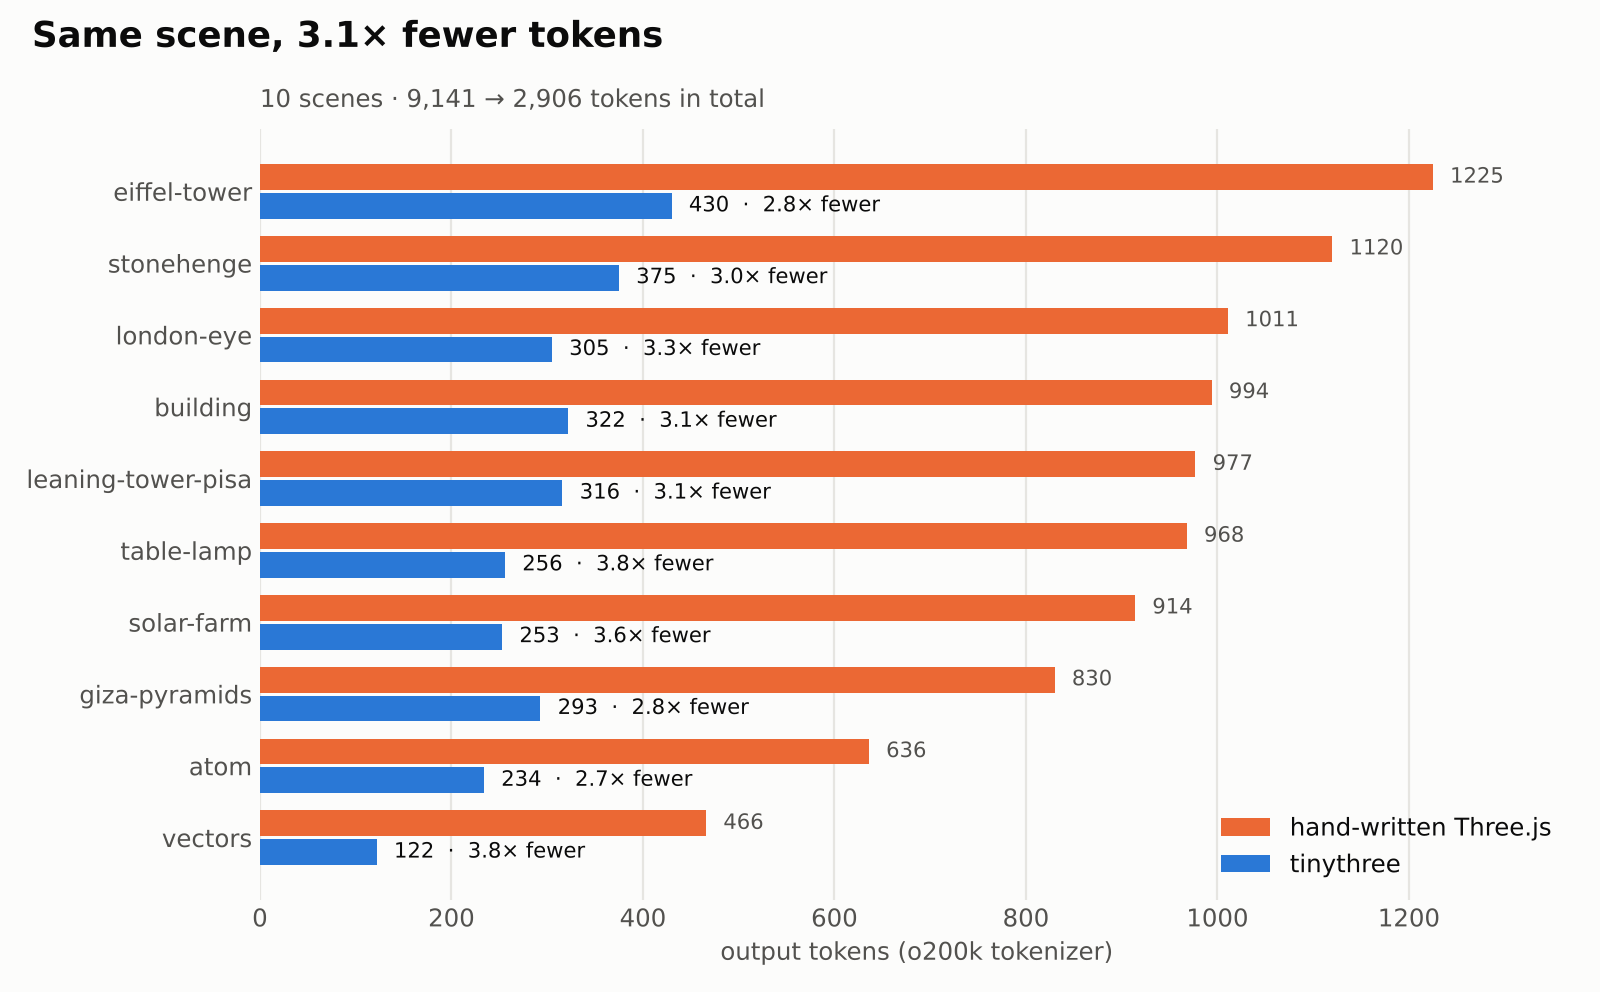 Same scene, 3.1× fewer tokens
10 scenes · 9,141 → 2,906 tokens in total
eiffel-tower
1225
430 · 2.8× fewer
stonehenge
1120
375 · 3.0× fewer
london-eye
1011
305 · 3.3× fewer
building
994
322 · 3.1× fewer
leaning-tower-pisa
977
316 · 3.1× fewer
table-lamp
968
256 · 3.8× fewer
solar-farm
914
253 · 3.6× fewer
giza-pyramids
830
293 · 2.8× fewer
atom
636
234 · 2.7× fewer
vectors
466
122 · 3.8× fewer
hand-written Three.js
tinythree
0 200 400 600 800 1000 1200
output tokens (o200k tokenizer)